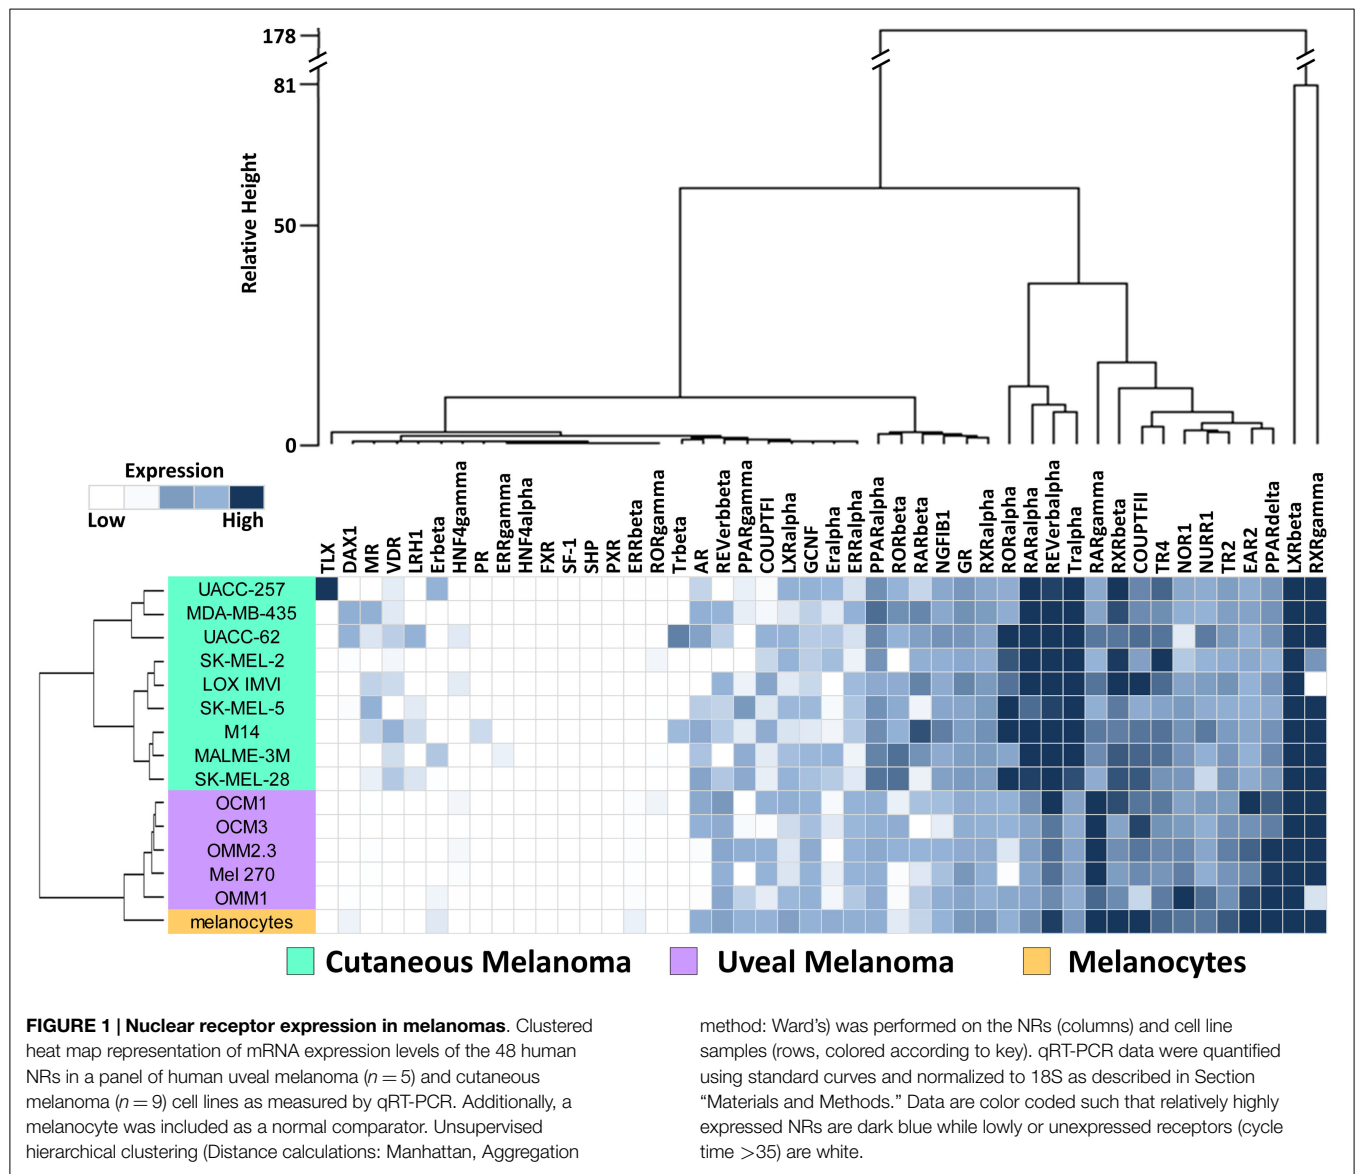 178
81
50
0
Relative Height
Expression
Low High
TLX
DAX1
MR
VDR
LRH1
Erbeta
HNF4gamma
PR
ERRgamma
HNF4alpha
FXR
SF-1
SHP
PXR
ERRbeta
RORgamma
Trbeta
AR
REVerbbeta
PPARgamma
COUPTFI
LXRalpha
GCNF
Eralpha
ERRalpha
PPARalpha
RORbeta
RARbeta
NGFIB1
GR
RXRalpha
RORalpha
RARalpha
REVerbalpha
Tralpha
RARgamma
RXRbeta
COUPTFII
TR4
NOR1
NURR1
TR2
EAR2
PPARdelta
LXRbeta
RXRgamma
UACC-257
MDA-MB-435
UACC-62
SK-MEL-2
LOX IMVI
SK-MEL-5
M14
MALME-3M
SK-MEL-28
OCM1
OCM3
OMM2.3
Mel 270
OMM1
melanocytes
Cutaneous Melanoma
Uveal Melanoma
Melanocytes
FIGURE 1 | Nuclear receptor expression in melanomas. Clustered
heat map representation of mRNA expression levels of the 48 human
NRs in a panel of human uveal melanoma (n = 5) and cutaneous
melanoma (n = 9) cell lines as measured by qRT-PCR. Additionally, a
melanocyte was included as a normal comparator. Unsupervised
hierarchical clustering (Distance calculations: Manhattan, Aggregation
method: Ward's) was performed on the NRs (columns) and cell line
samples (rows, colored according to key). qRT-PCR data were quantified
using standard curves and normalized to 18S as described in Section
“Materials and Methods.” Data are color coded such that relatively highly
expressed NRs are dark blue while lowly or unexpressed receptors (cycle
time >35) are white.